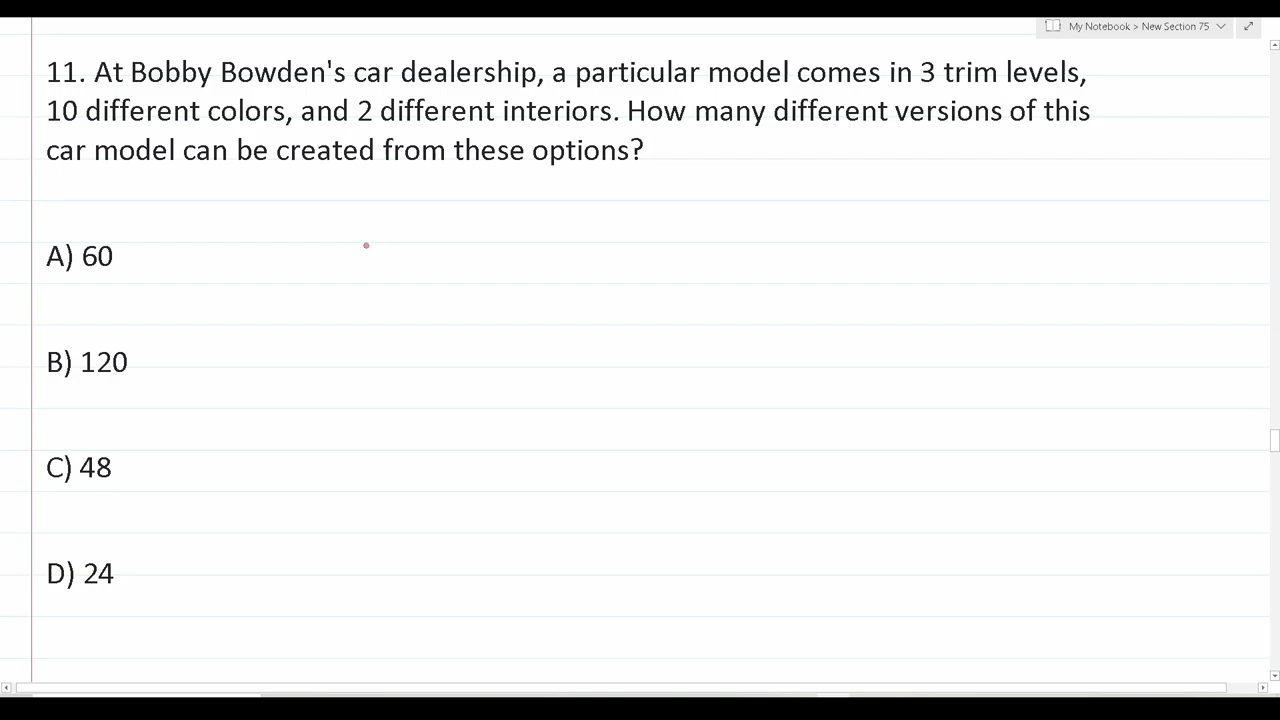 My Notebook > New Section 75
11. At Bobby Bowden's car dealership, a particular model comes in 3 trim levels,
10 different colors, and 2 different interiors. How many different versions of this
car model can be created from these options?
A) 60
B) 120
C) 48
D) 24